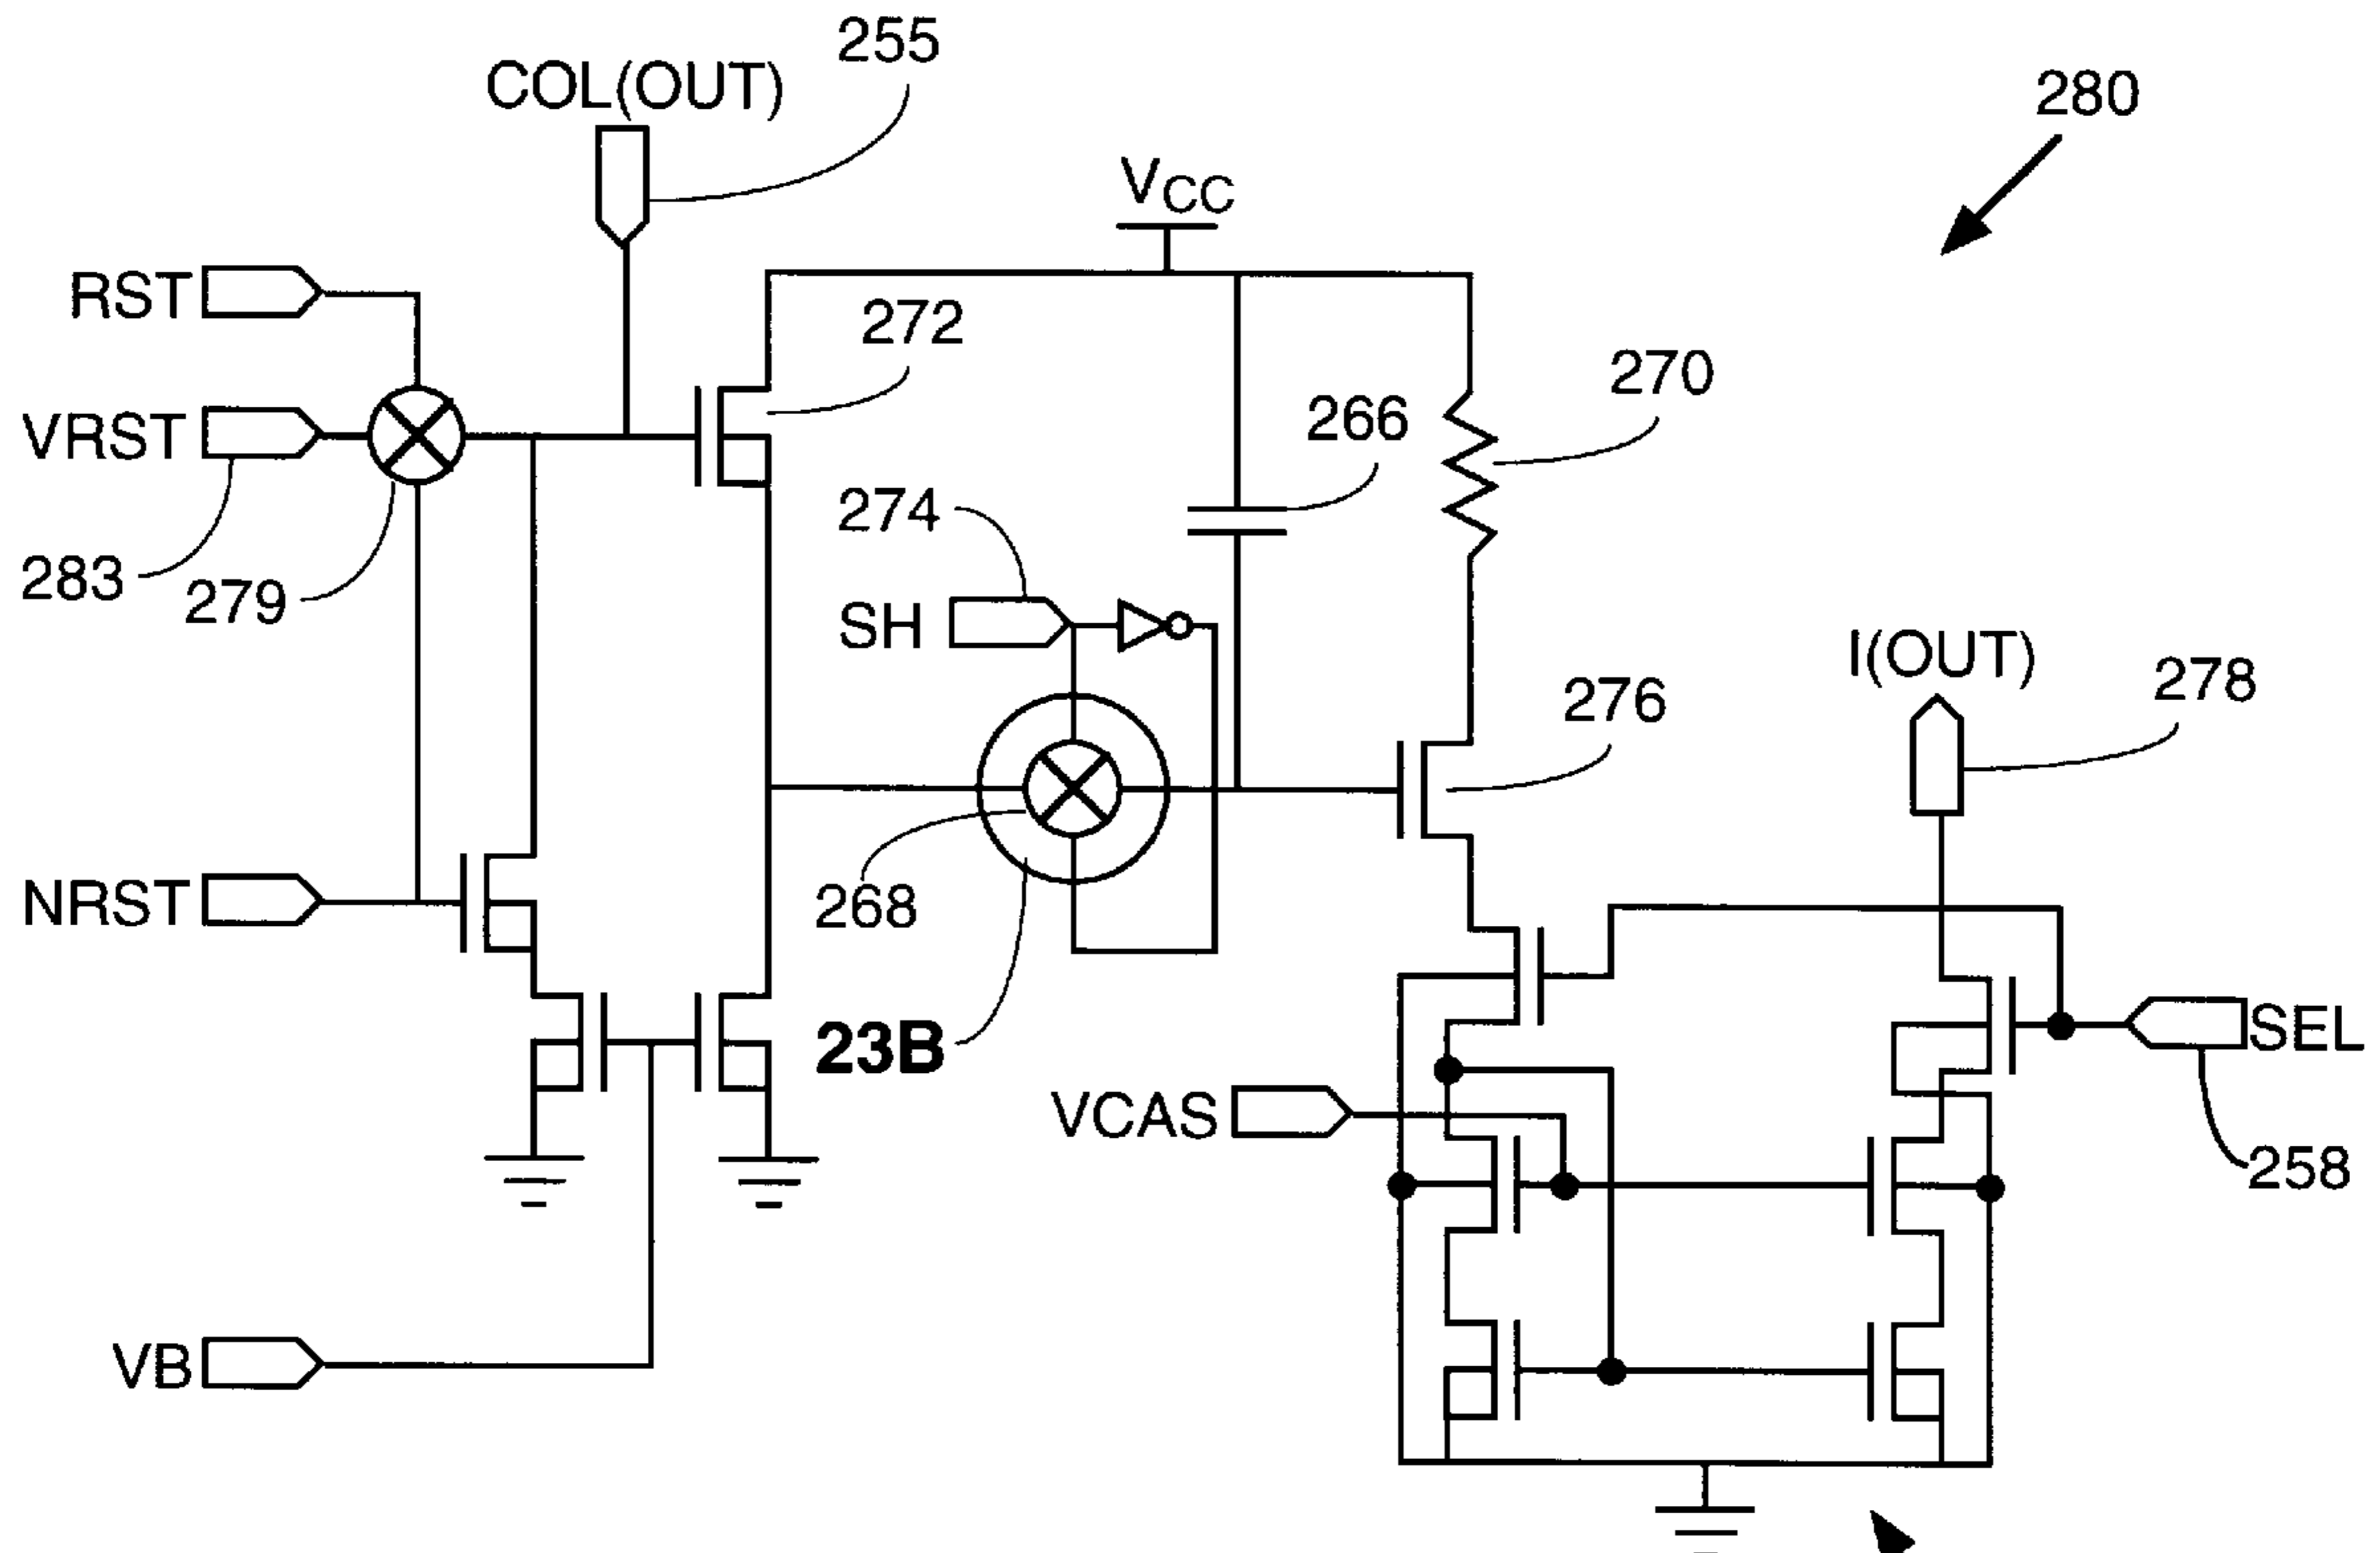 255
COL(OUT)
280
VCC
RST
272
VRST
270
266
274
283
279
SH
I(OUT)
278
276
NRST
268
23B
SEL
VCAS
258
VB